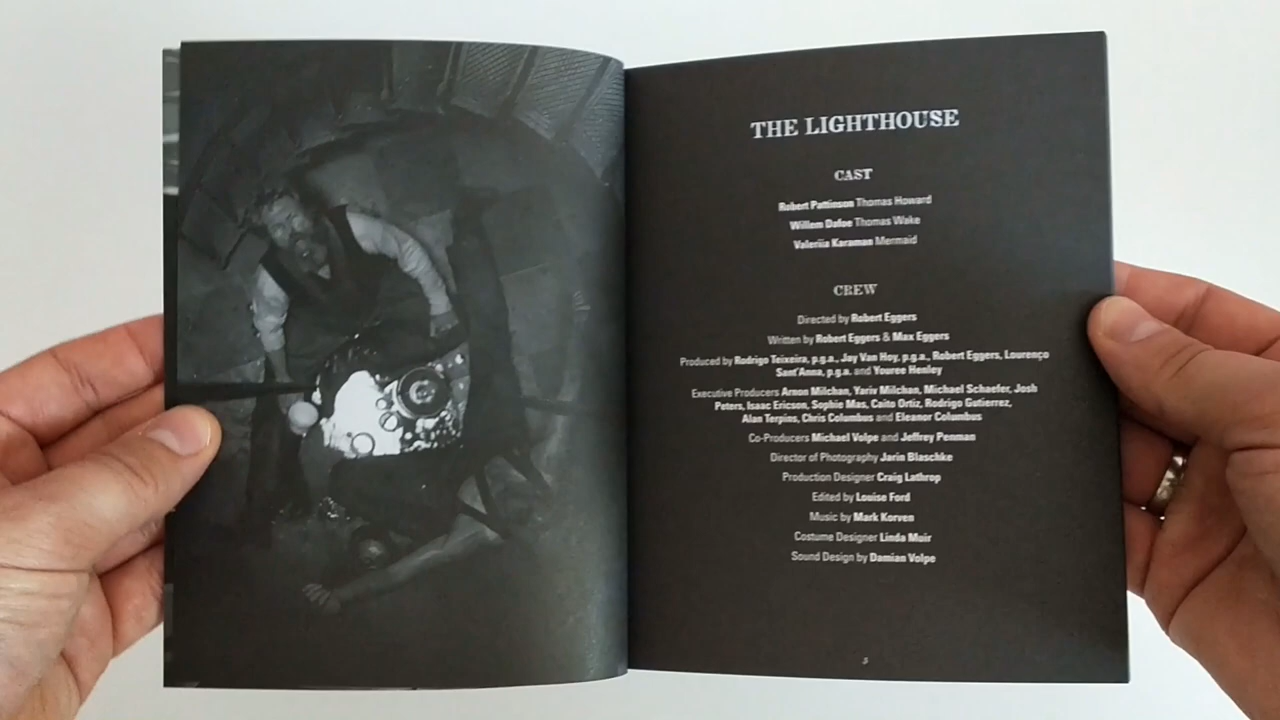 THE LIGHTHOUSE
CAST
Robert Pattinson Thomas Howard
Willem Dafoe Thomas Wake
Valeriia Karaman Mermaid
CREW
Directed by Robert Eggers
Written by Robert Eggers & Max Eggers
Produced by Rodrigo Teixeira, p.g.a., Jay Van Hoy, p.g.a., Robert Eggers, Lourenço
Sant'Anna, p.g.a. and Youree Henley
Executive Producers Arnon Milchan, Yariv Milchan, Michael Schaefer, Josh
Peters, Isaac Ericson, Sophie Mas, Caito Ortiz, Rodrigo Gutierrez,
Alan Terpins, Chris Columbus and Eleanor Columbus
Co-Producers Michael Volpe and Jeffrey Penman
Director of Photography Jarin Blaschke
Production Designer Craig Lathrop
Edited by Louise Ford
Music by Mark Korven
Costume Designer Linda Muir
Sound Design by Damian Volpe